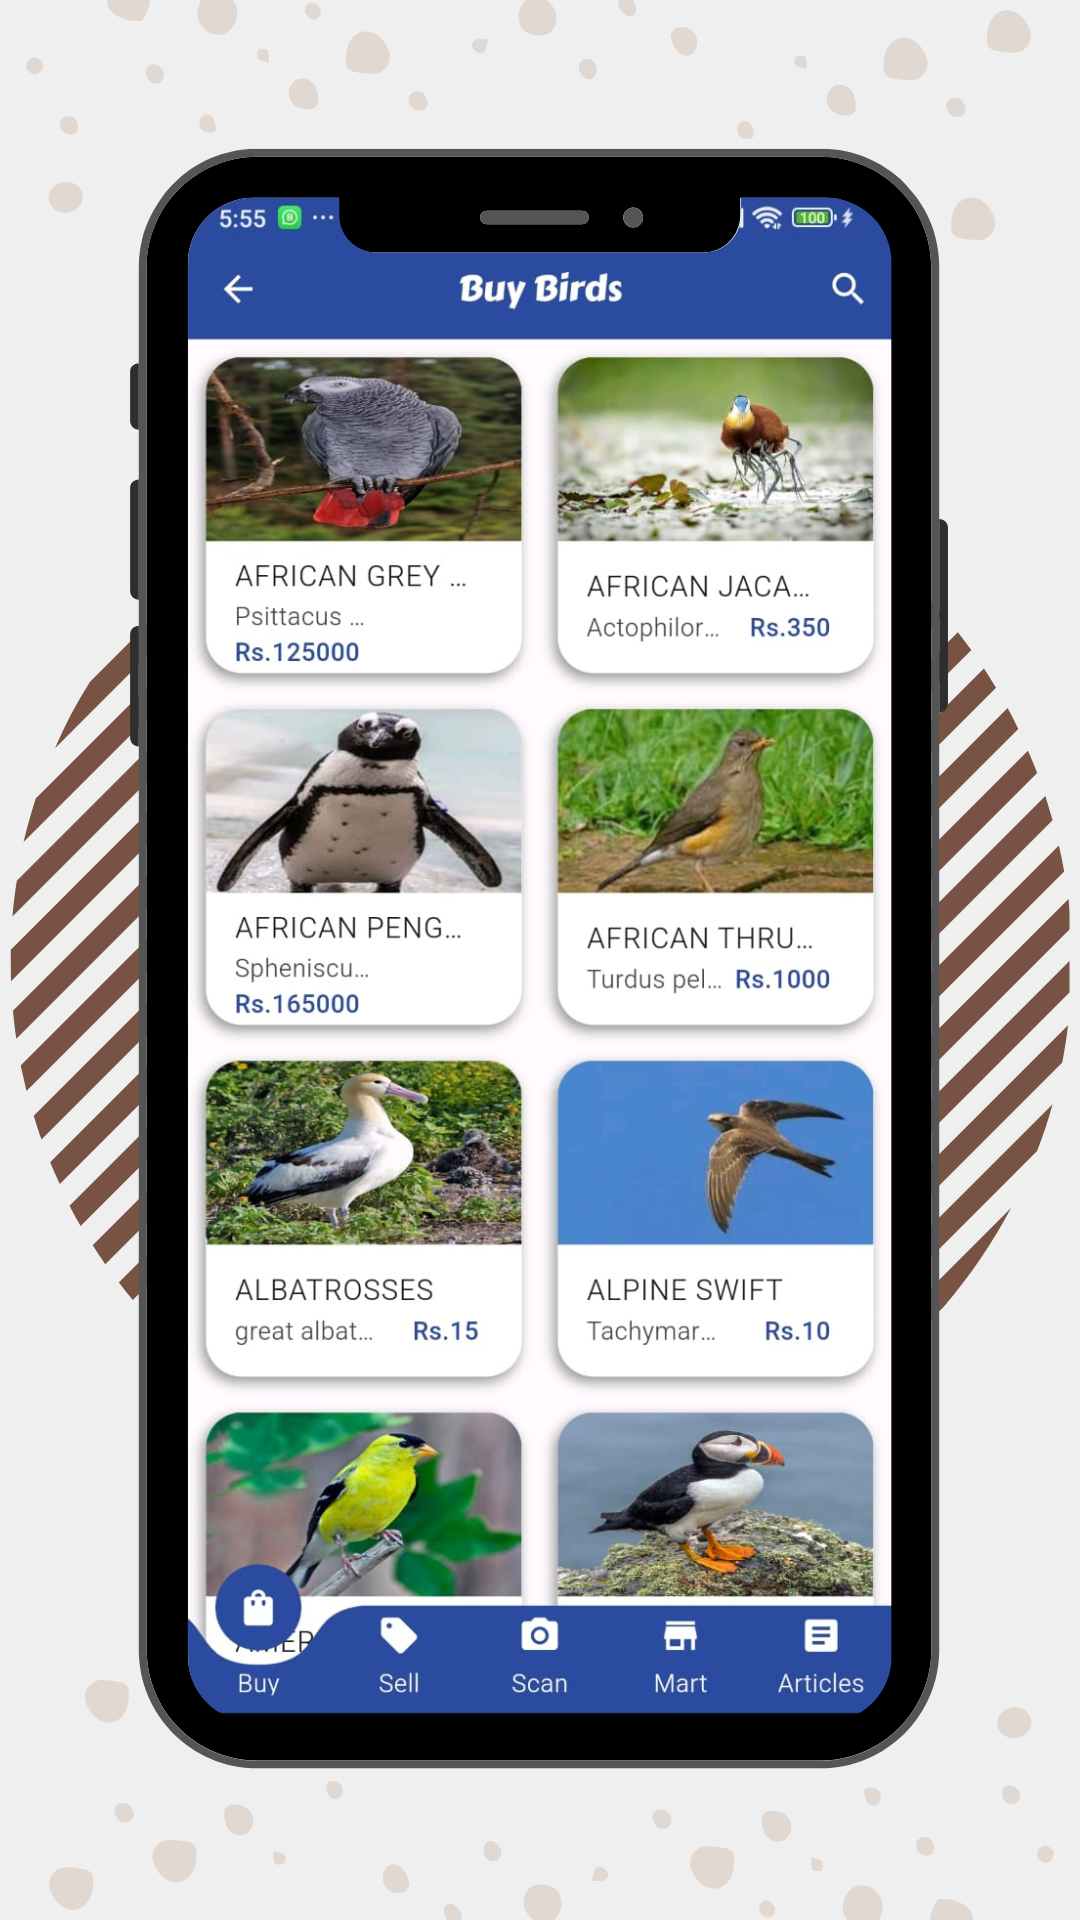 5:55
100
Buy Birds
AFRICAN GREY ...
Psittacus ...
Rs.125000
AFRICAN JACA...
Actophilor... Rs.350
AFRICAN PENG...
Spheniscu...
Rs.165000
AFRICAN THRU...
Turdus pel... Rs.1000
ALBATROSSES
great albat... Rs.15
ALPINE SWIFT
Tachymar... Rs.10
Buy
Sell
Scan
Mart
Articles